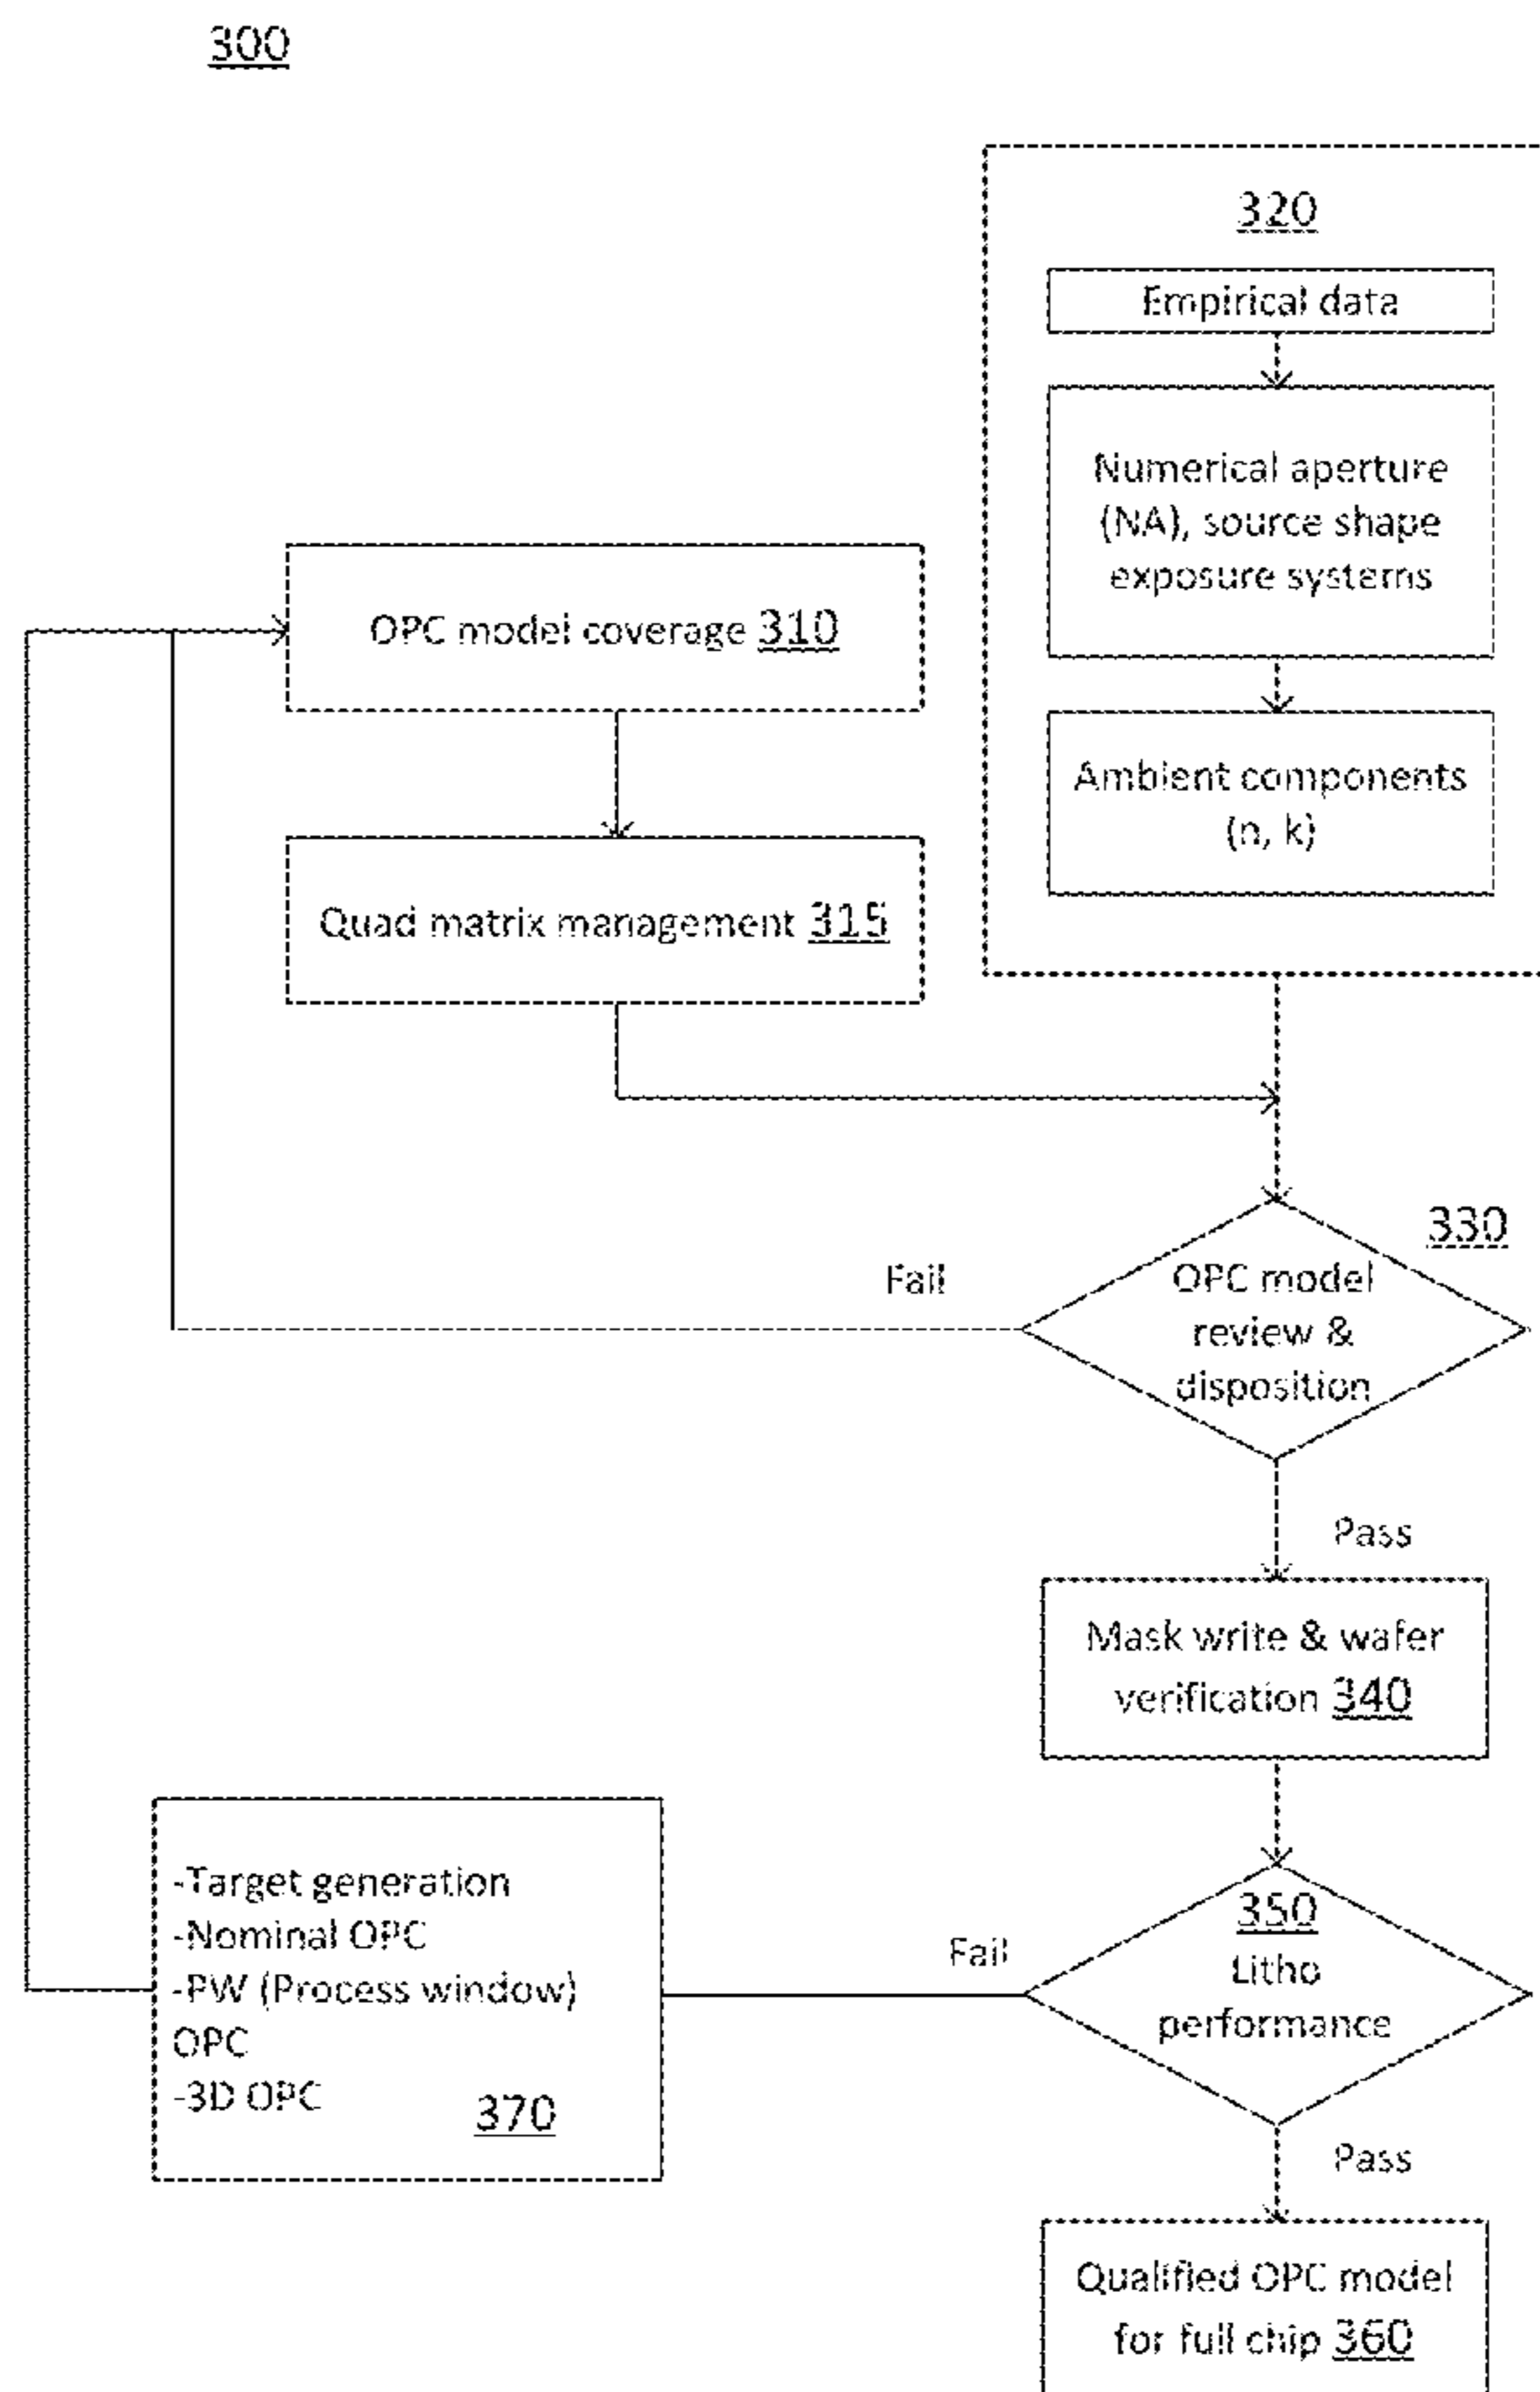 300
320
Empirical data
Numerical aperture
(NA), source shape
exposure systems
Ambient components
(n, k)
OPC model coverage 310
Quad matrix management 315
330
OPC model
review &
disposition
Fail
Pass
Mask write & wafer
verification 340
350
Litho
performance
Fail
-Target generation
-Nominal OPC
-PW (Process window)
OPC
-3D OPC
370
Pass
Qualified OPC model
for full chip 360